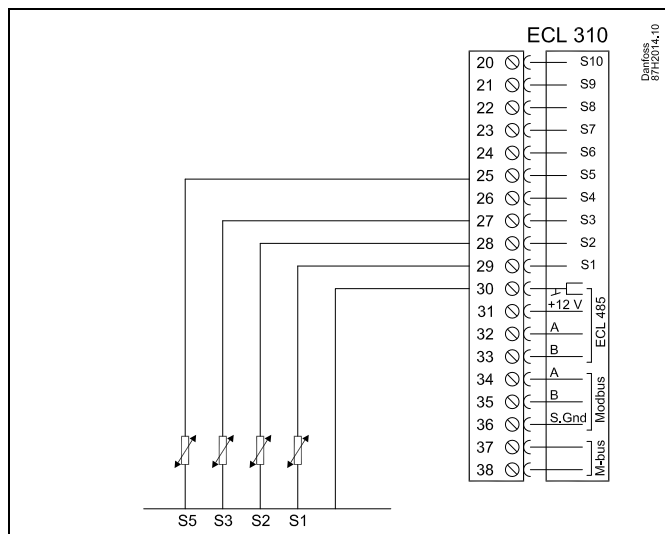 ECL 310
Danfoss
87H2014.10
20 S10
21 S9
22 S8
23 S7
24 S6
25 S5
26 S4
27 S3
28 S2
29 S1
30
31 +12 V
32 A
33 B
ECL 485
34 A
35 B
36 S.Gnd
Modbus
37
38
M-bus
S5 S3 S2 S1